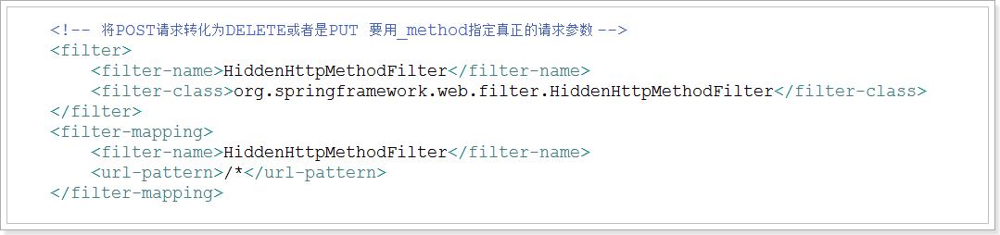 <!-- 将POST请求转化为DELETE或者是PUT 要用_method指定真正的请求参数 -->
<filter>
    <filter-name>HiddenHttpMethodFilter</filter-name>
    <filter-class>org.springframework.web.filter.HiddenHttpMethodFilter</filter-class>
</filter>
<filter-mapping>
    <filter-name>HiddenHttpMethodFilter</filter-name>
    <url-pattern>/*</url-pattern>
</filter-mapping>